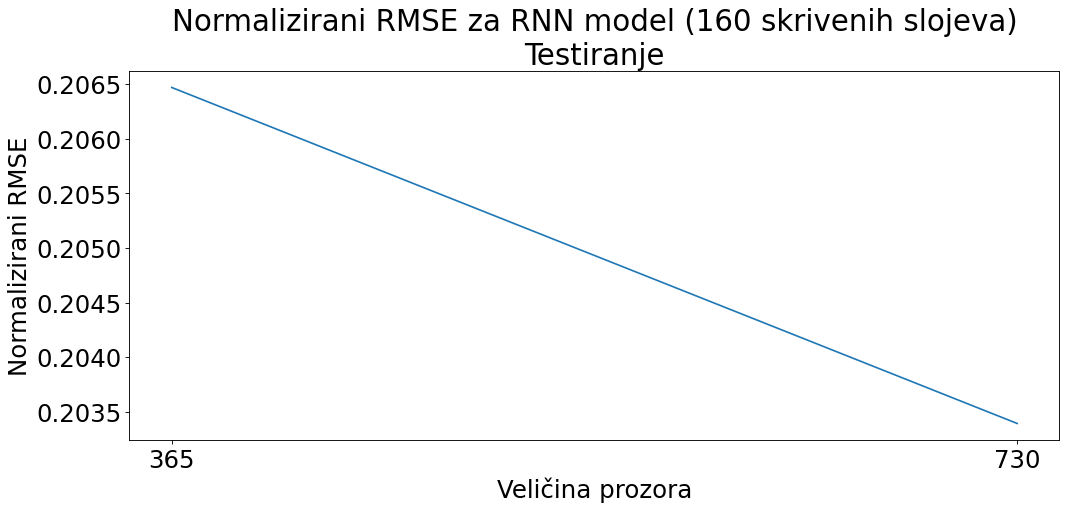 Normalizirani RMSE za RNN model (160 skrivenih slojeva)
Testiranje
Normalizirani RMSE
0.2065
0.2060
0.2055
0.2050
0.2045
0.2040
0.2035
365
730
Veličina prozora